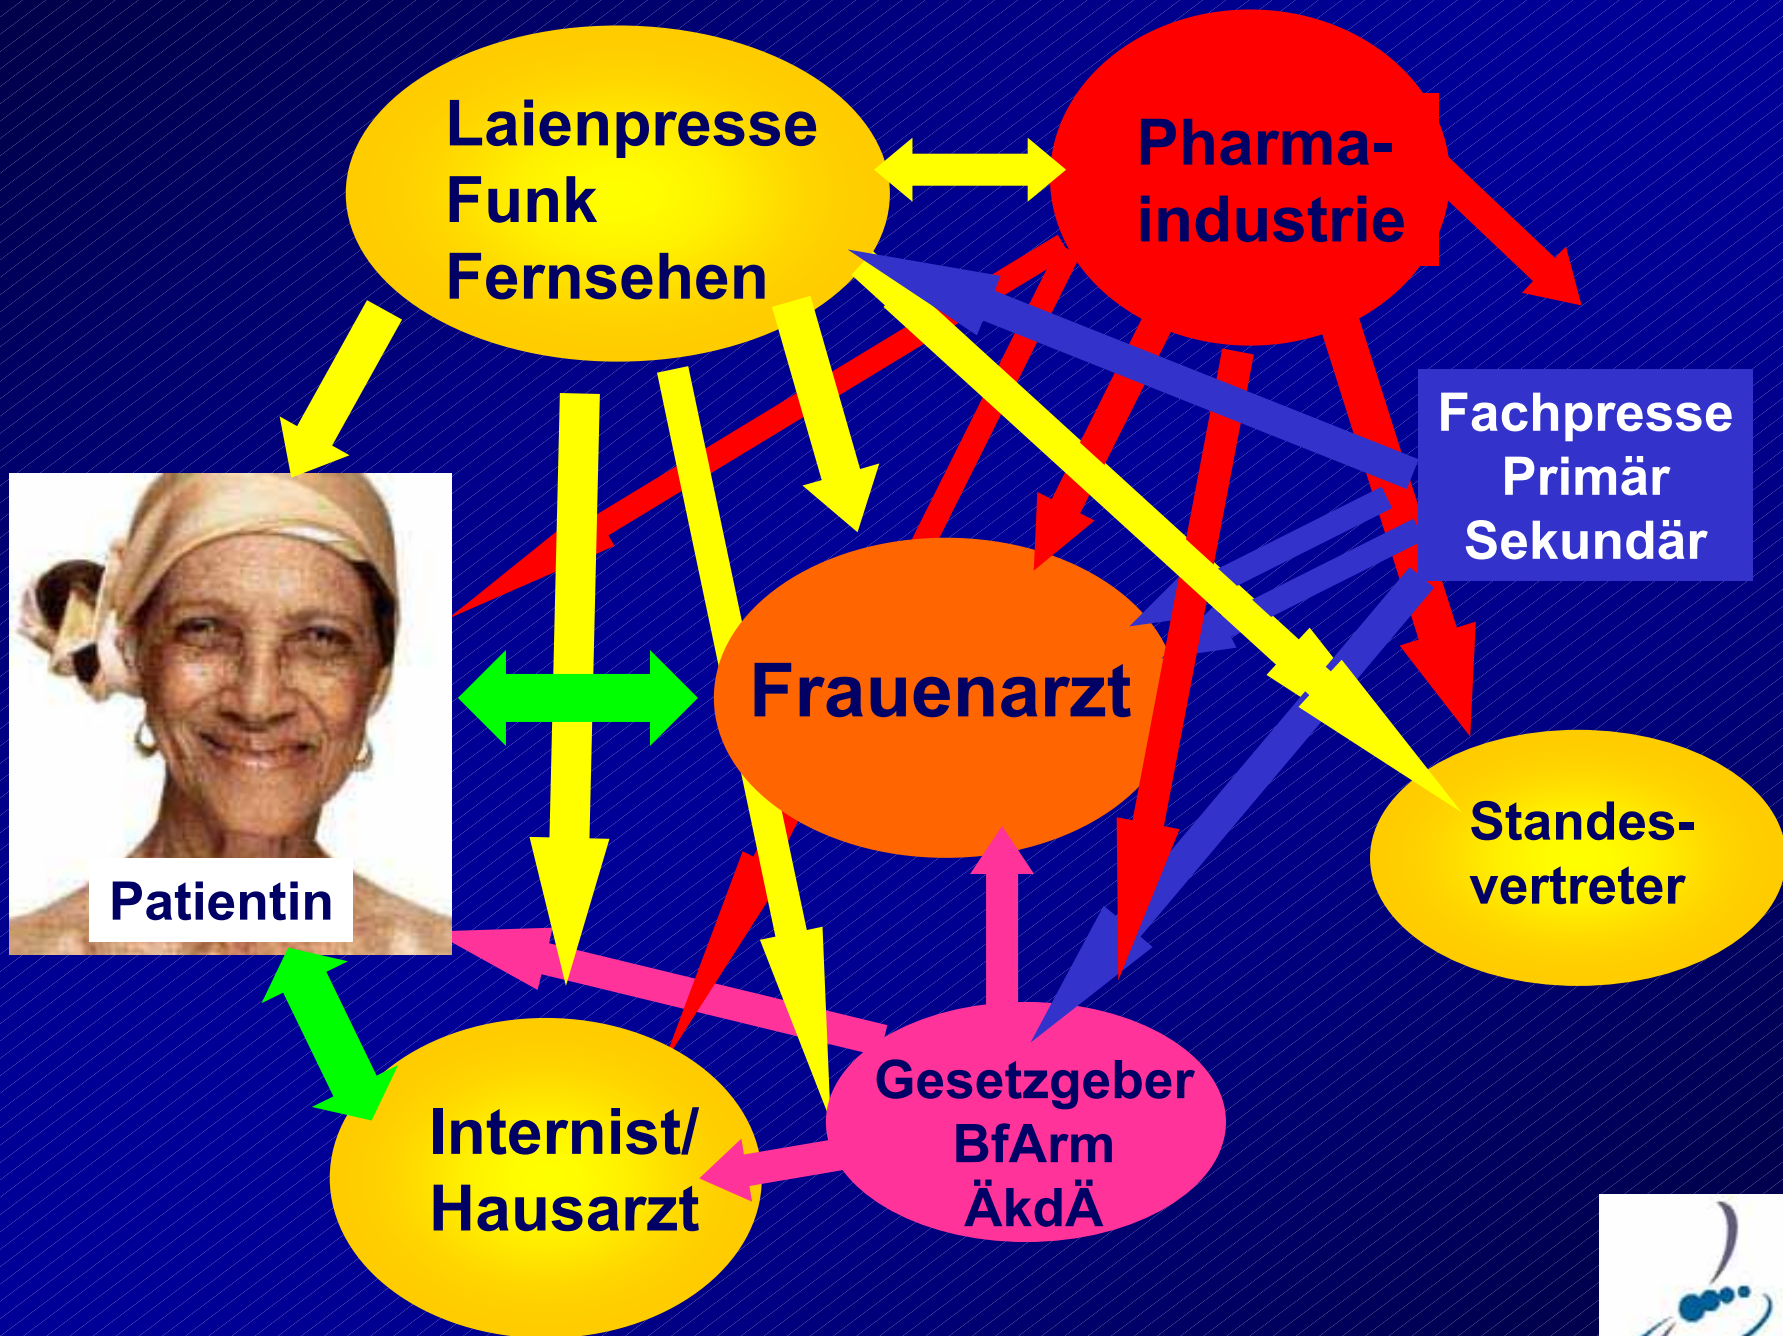 Laienpresse
Funk
Fernsehen
Pharma-
industrie
Fachpresse
Primär
Sekundär
Frauenarzt
Standes-
vertreter
Patientin
Internist/
Hausarzt
Gesetzgeber
BfArm
ÄkdÄ